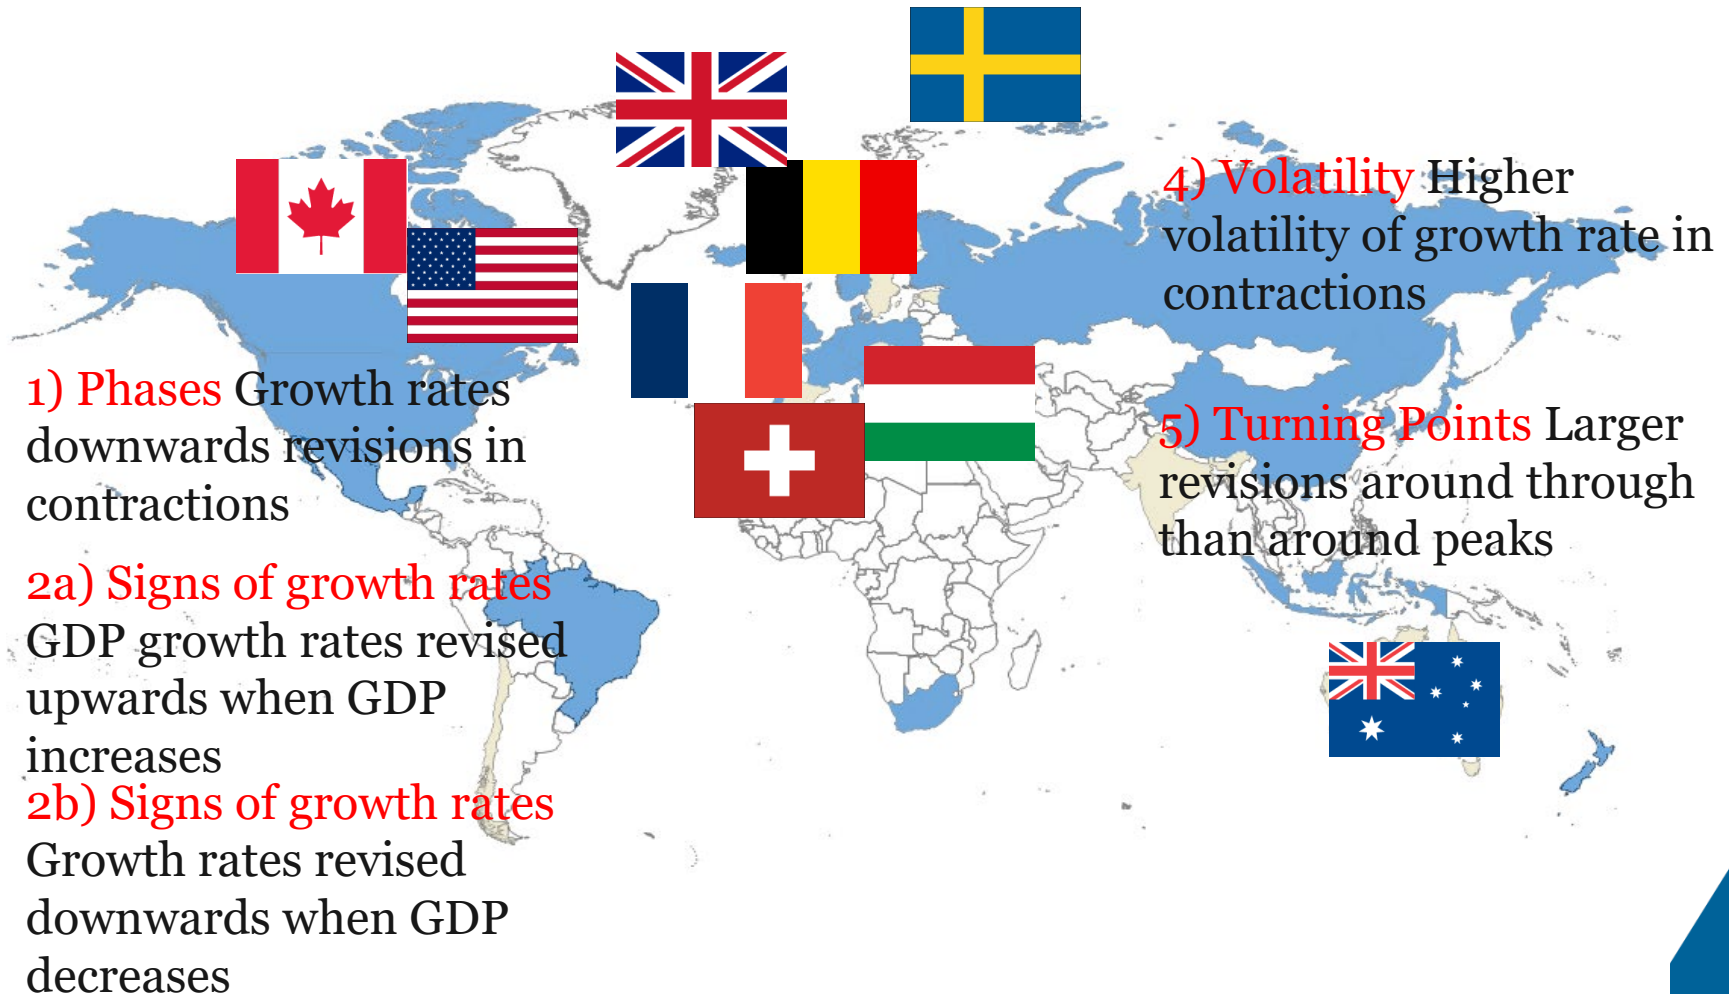 1) Phases Growth rates
downwards revisions in
contractions
2a) Signs of growth rates
GDP growth rates revised
upwards when GDP
increases
2b) Signs of growth rates
Growth rates revised
downwards when GDP
decreases
4) Volatility Higher
volatility of growth rate in
contractions
5) Turning Points Larger
revisions around through
than around peaks